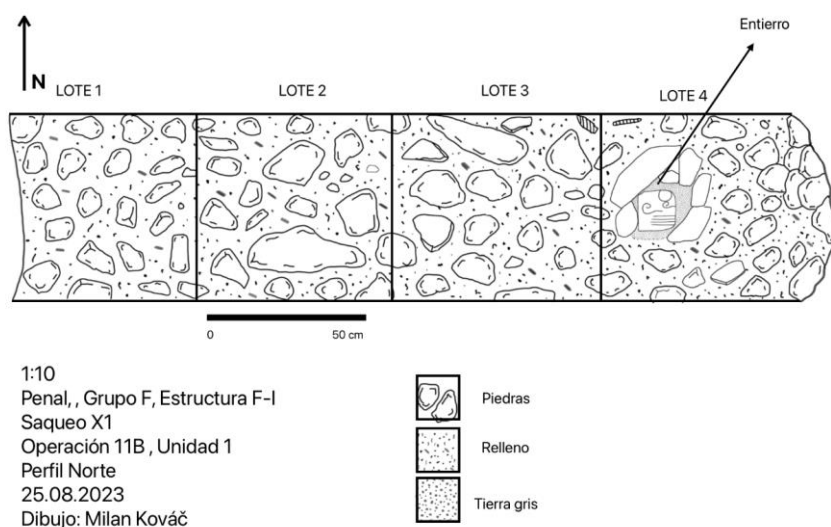 Entierro
N
LOTE 1
LOTE 2
LOTE 3
LOTE 4
0
50 cm
1:10
Penal, , Grupo F, Estructura F-I
Saqueo X1
Operación 11B , Unidad 1
Perfil Norte
25.08.2023
Dibujo: Milan Kováč
Piedras
Relleno
Tierra gris